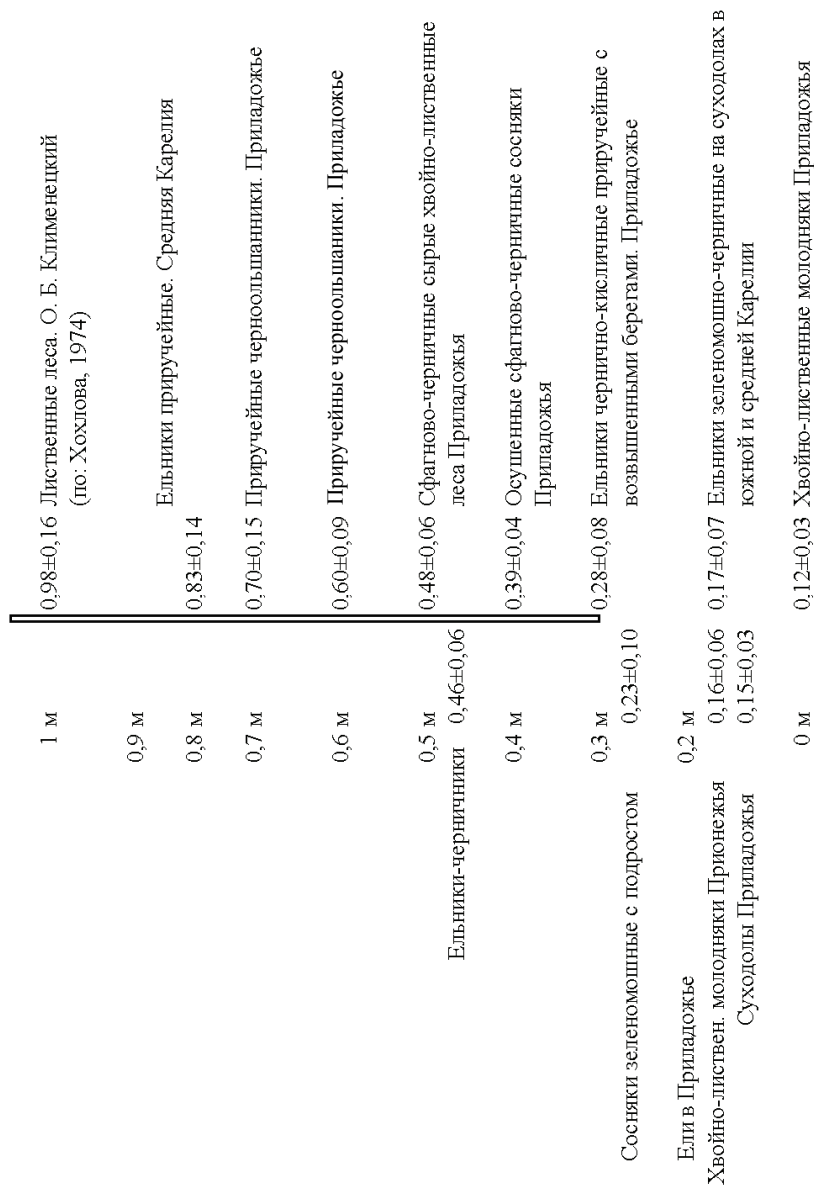 1 м 0,98±0,16 Лиственные леса. О. Б. Клименецкий
(по: Хохлова, 1974)
0,9 м
Ельники приручейные. Средняя Карелия
0,8 м 0,83±0,14
0,7 м 0,70±0,15 Приручейные черноольшанники. Приладожье
0,6 м 0,60±0,09 Приручейные черноольшаники. Приладожье
0,5 м 0,48±0,06 Сфагново-черничные сырые хвойно-лиственные
Ельники-черничники 0,46±0,06 леса Приладожья
0,4 м 0,39±0,04 Осушенные сфагново-черничные сосняки
Приладожья
0,3 м 0,28±0,08 Ельники чернично-кисличные приручейные с
Сосняки зеленомошные с подростом 0,23±0,10 возвышенными берегами. Приладожье
Ели в Приладожье 0,2 м
Хвойно-листвен. молодняки Прионежья 0,16±0,06 0,17±0,07 Ельники зеленомошно-черничные на суходолах в
Суходолы Приладожья 0,15±0,03 южной и средней Карелии
0 м 0,12±0,03 Хвойно-лиственные молодняки Приладожья